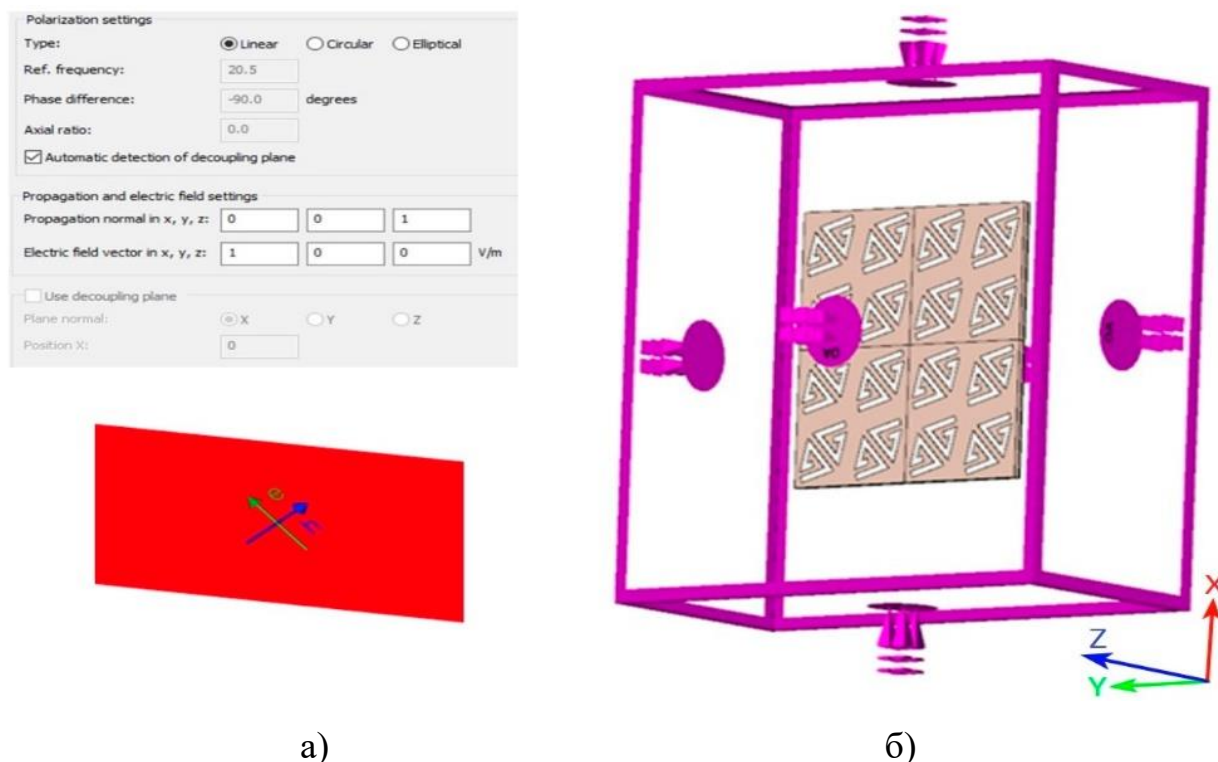 Polarization settings
Type: Linear Circular Elliptical
Ref. frequency: 20.5
Phase difference: -90.0 degrees
Axial ratio: 0.0
Automatic detection of decoupling plane
Propagation and electric field settings
Propagation normal in x, y, z: 0 0 1
Electric field vector in x, y, z: 1 0 0 V/m
Use decoupling plane
Plane normal: X Y Z
Position X: 0
e
X
Z
Y
а)
б)